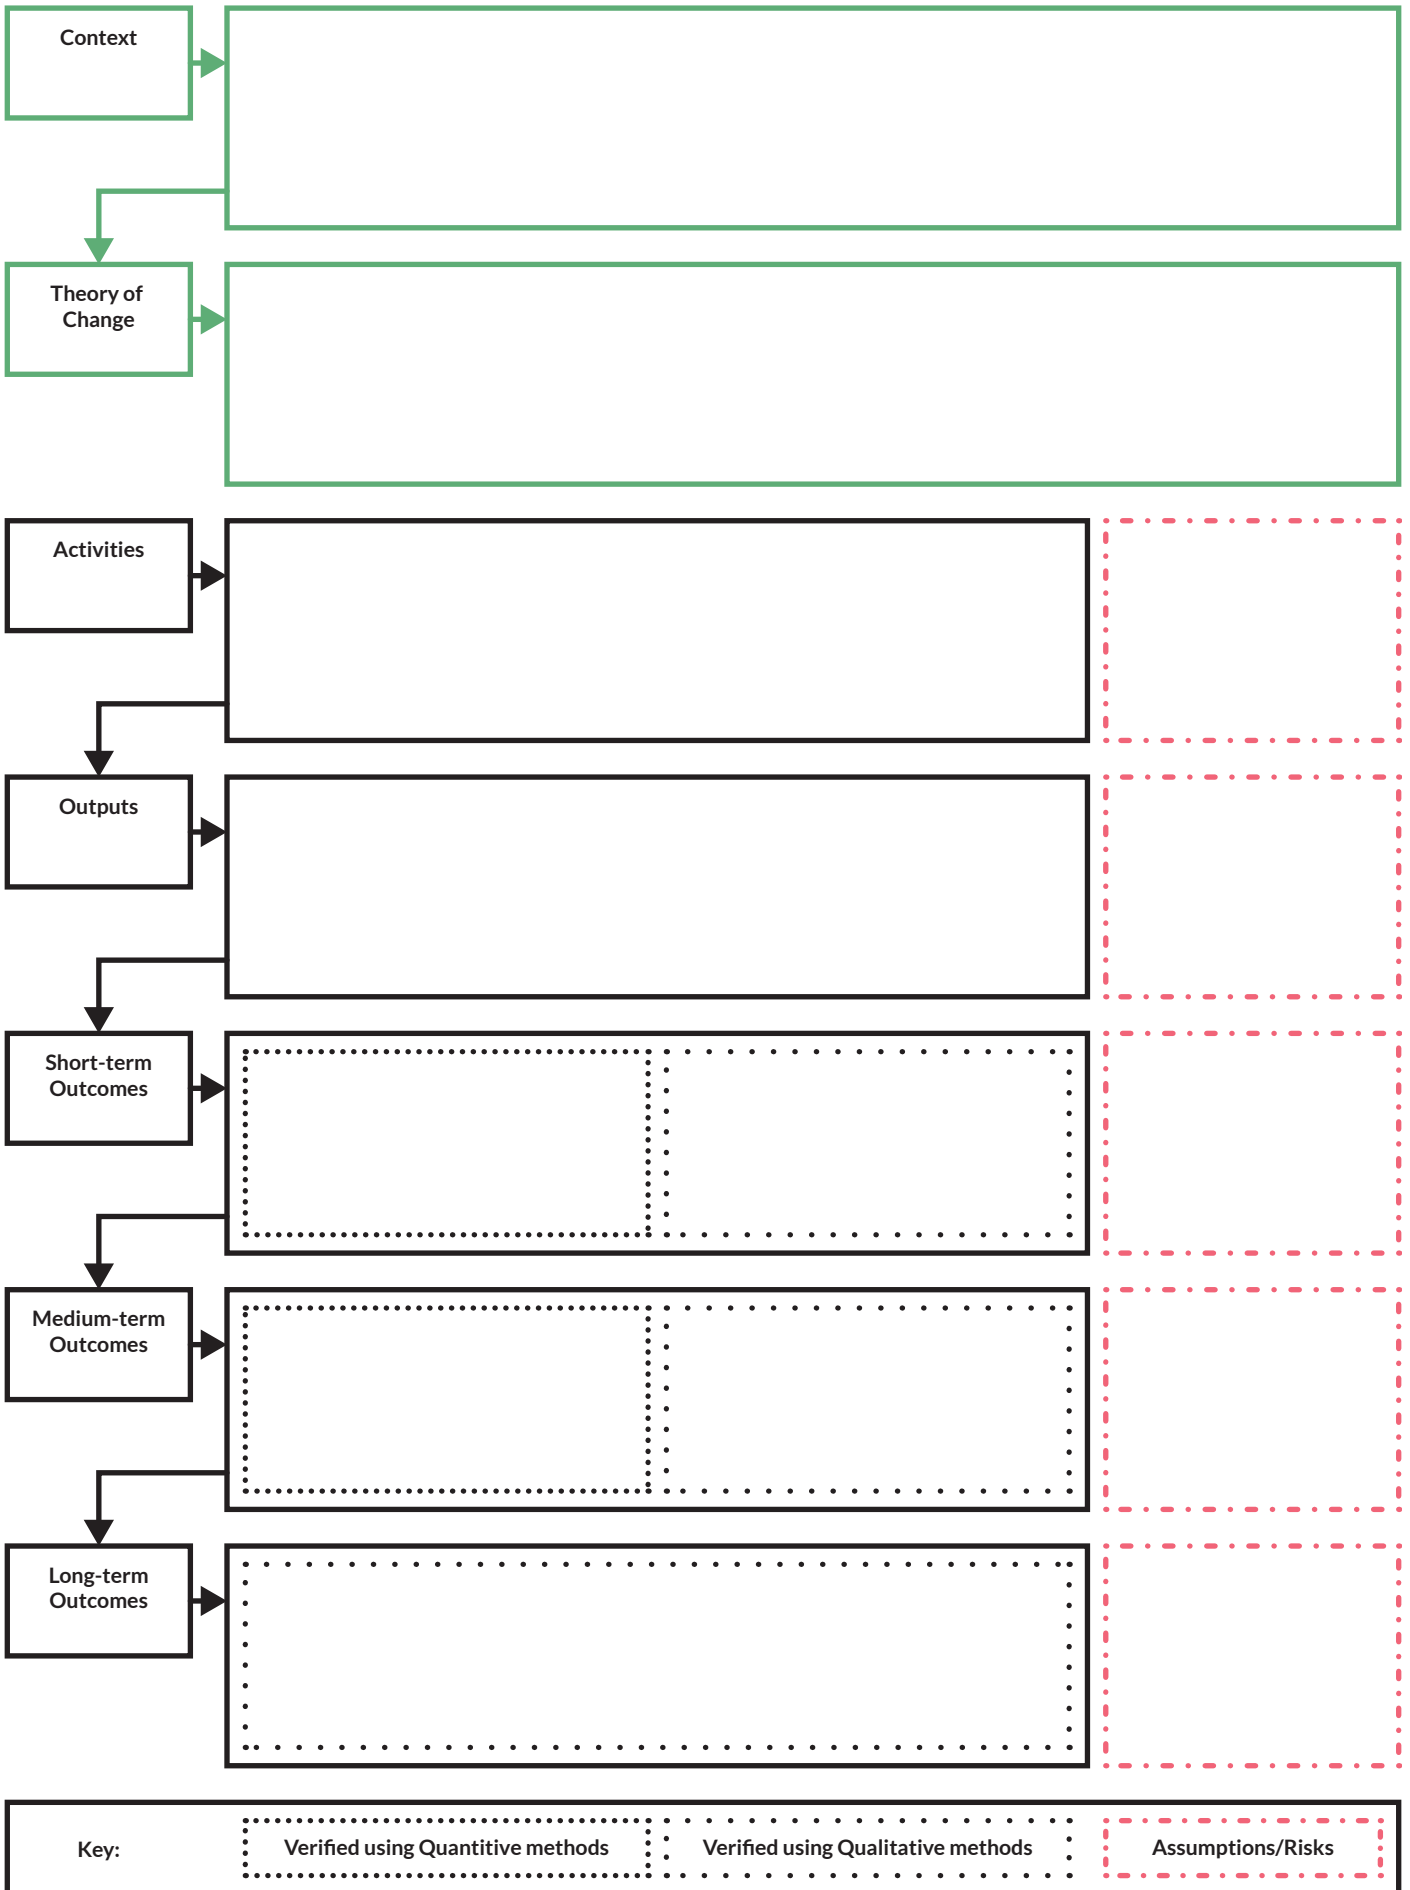 Context
Theory of
Change
Activities
Outputs
Short-term
Outcomes
Medium-term
Outcomes
Long-term
Outcomes
Key:
Verified using Quantitive methods
Verified using Qualitative methods
Assumptions/Risks